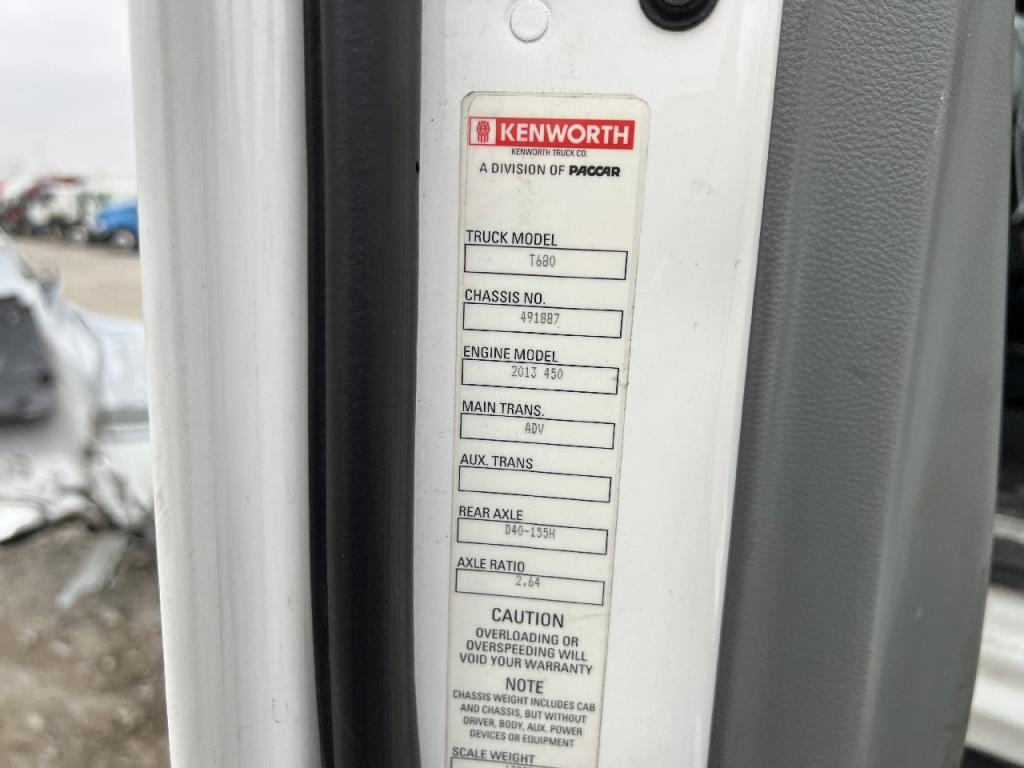 KENWORTH
KENWORTH TRUCK CO.
A DIVISION OF PACCAR
TRUCK MODEL
T680
CHASSIS NO.
491887
ENGINE MODEL
2013 450
MAIN TRANS.
ADV
AUX. TRANS
REAR AXLE
D40-155H
AXLE RATIO
2.64
CAUTION
OVERLOADING OR
OVERSPEEDING WILL
VOID YOUR WARRANTY
NOTE
CHASSIS WEIGHT INCLUDES CAB
AND CHASSIS, BUT WITHOUT
DRIVER, BODY, AUX. POWER
DEVICES OR EQUIPMENT
SCALE WEIGHT